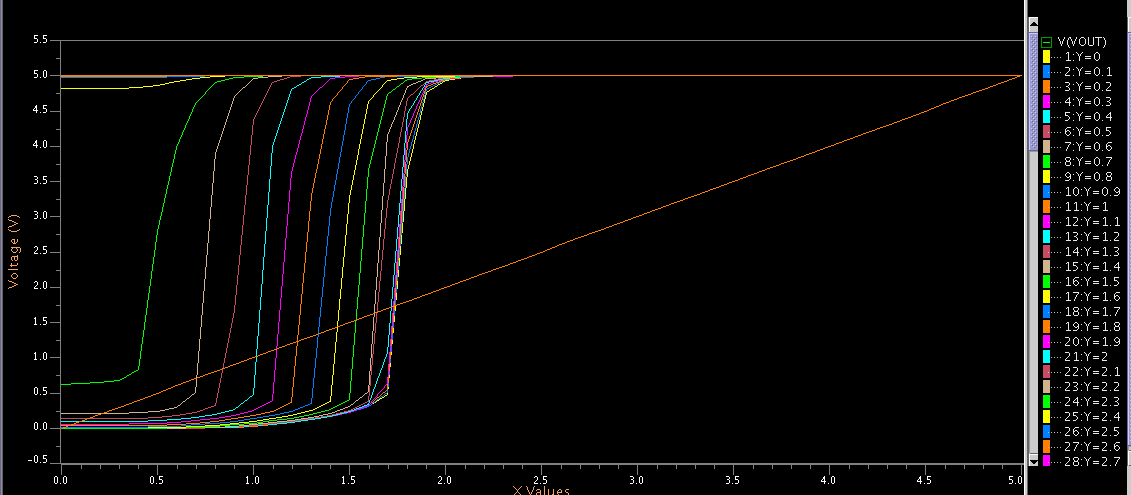 5.5
5.0
4.5
4.0
3.5
3.0
2.5
2.0
1.5
1.0
0.5
0.0
-0.5
Voltage (V)
0.0 0.5 1.0 1.5 2.0 2.5 3.0 3.5 4.0 4.5 5.0
X Values
V(VOUT)
1:Y=0
2:Y=0.1
3:Y=0.2
4:Y=0.3
5:Y=0.4
6:Y=0.5
7:Y=0.6
8:Y=0.7
9:Y=0.8
10:Y=0.9
11:Y=1
12:Y=1.1
13:Y=1.2
14:Y=1.3
15:Y=1.4
16:Y=1.5
17:Y=1.6
18:Y=1.7
19:Y=1.8
20:Y=1.9
21:Y=2
22:Y=2.1
23:Y=2.2
24:Y=2.3
25:Y=2.4
26:Y=2.5
27:Y=2.6
28:Y=2.7